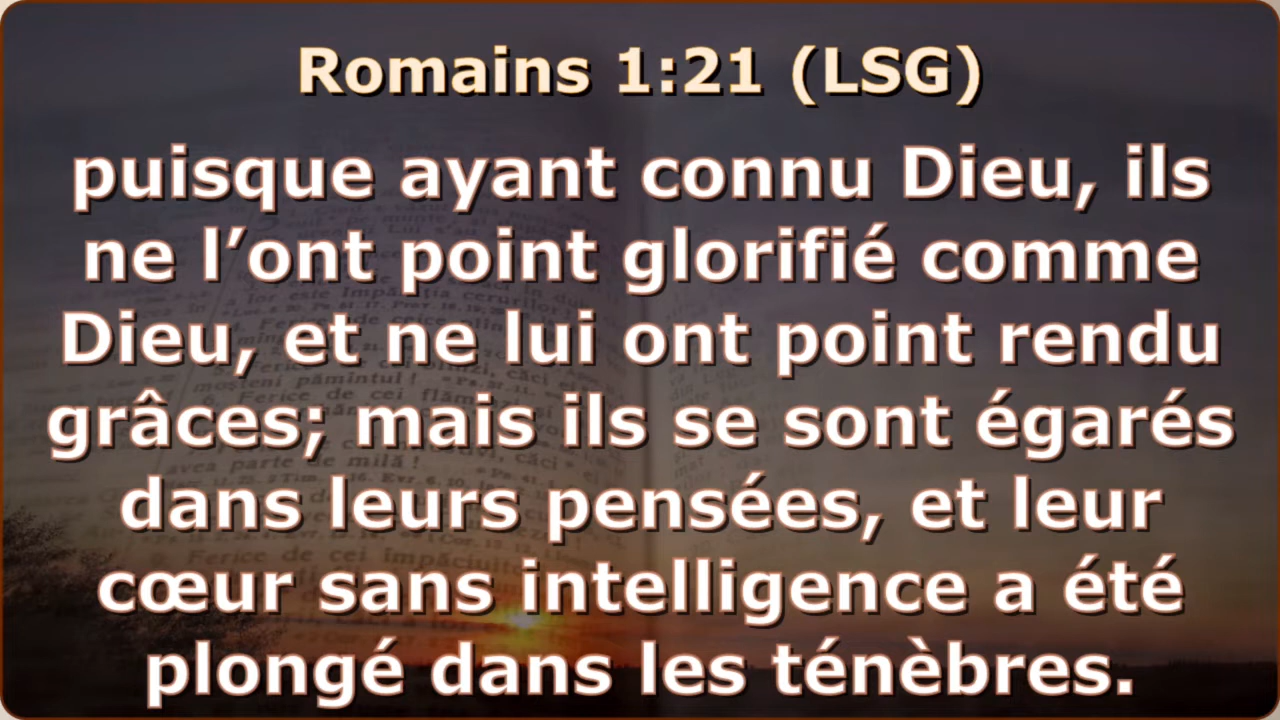 Romains 1:21 (LSG)
puisque ayant connu Dieu, ils
ne l’ont point glorifié comme
Dieu, et ne lui ont point rendu
grâces; mais ils se sont égarés
dans leurs pensées, et leur
cœur sans intelligence a été
plongé dans les ténèbres.